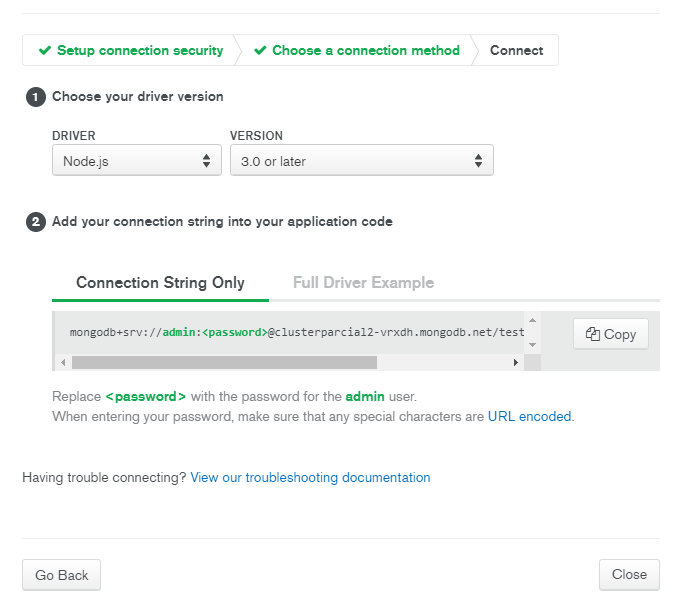 Setup connection security Choose a connection method Connect
1 Choose your driver version
DRIVER VERSION
Node.js 3.0 or later
2 Add your connection string into your application code
Connection String Only Full Driver Example
mongodb+srv://admin:<password>@clusterparcial2-vrxdh.mongodb.net/test
Copy
Replace <password> with the password for the admin user.
When entering your password, make sure that any special characters are URL encoded.
Having trouble connecting? View our troubleshooting documentation
Go Back Close